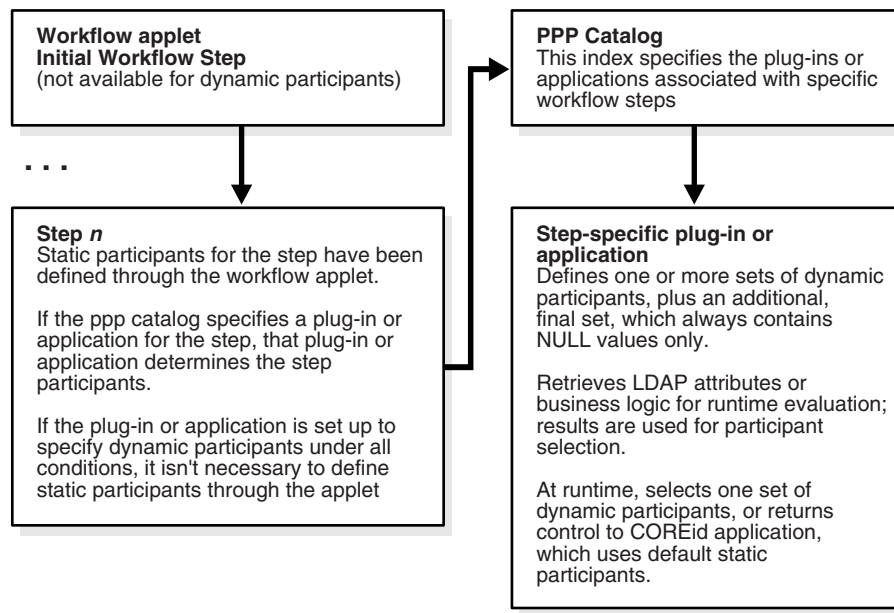 Workflow applet
Initial Workflow Step
(not available for dynamic participants)
. . .
Step n
Static participants for the step have been
defined through the workflow applet.
If the ppp catalog specifies a plug-in or
application for the step, that plug-in or
application determines the step
participants.
If the plug-in or application is set up to
specify dynamic participants under all
conditions, it isn't necessary to define
static participants through the applet
PPP Catalog
This index specifies the plug-ins or
applications associated with specific
workflow steps
Step-specific plug-in or
application
Defines one or more sets of dynamic
participants, plus an additional,
final set, which always contains
NULL values only.
Retrieves LDAP attributes or
business logic for runtime evaluation;
results are used for participant
selection.
At runtime, selects one set of
dynamic participants, or returns
control to COREid application,
which uses default static
participants.